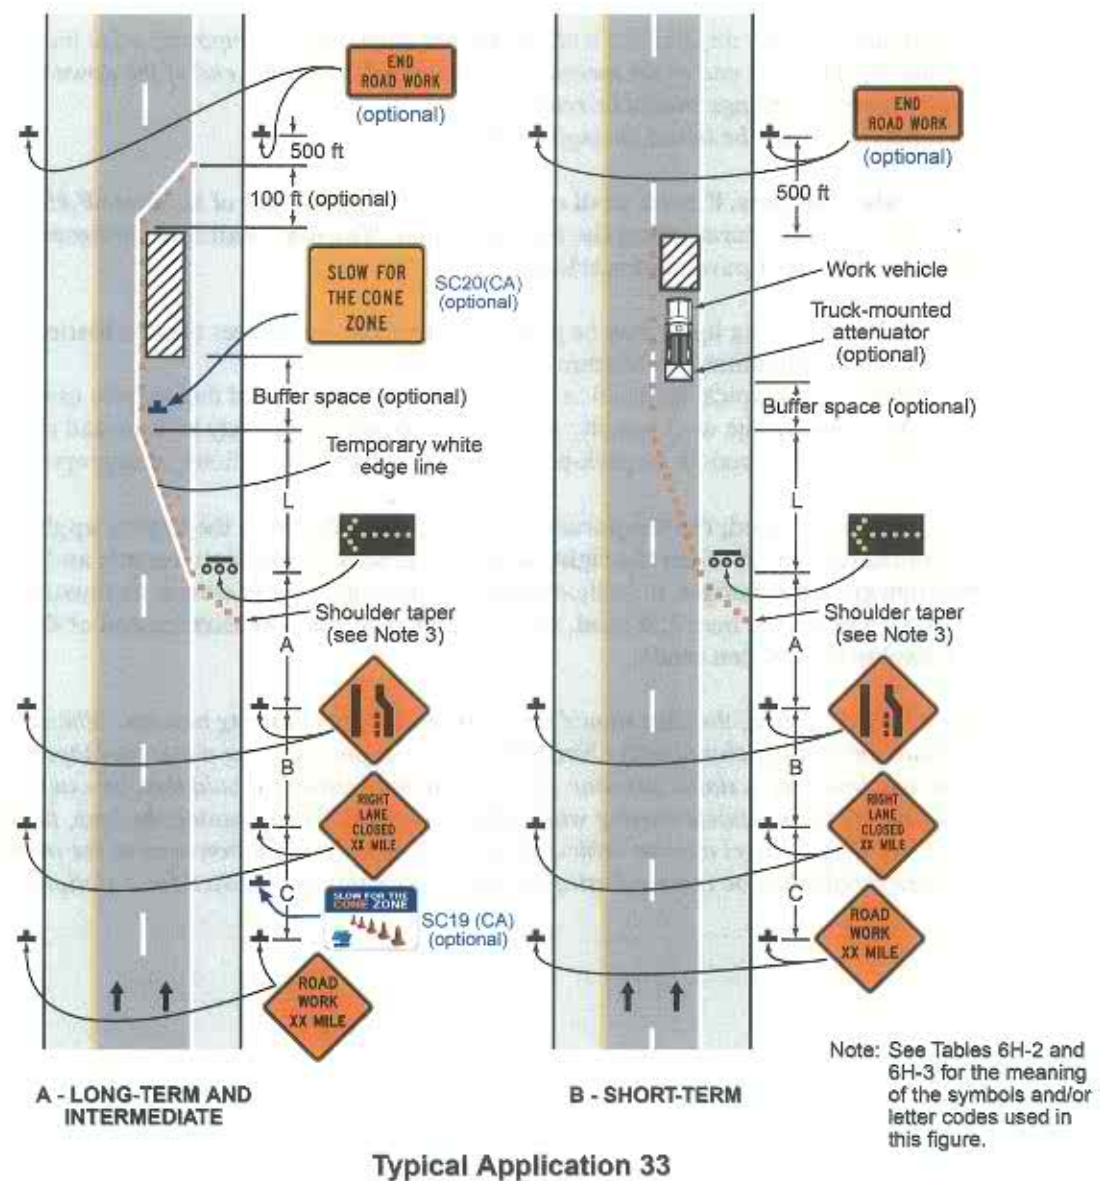 END
ROAD WORK
(optional)
500 ft
100 ft (optional)
SLOW FOR
THE CONE
ZONE
SC20(CA)
(optional)
Buffer space (optional)
Temporary white
edge line
L
Shoulder taper
(see Note 3)
A
B
RIGHT
LANE
CLOSED
XX MILE
C
SLOW FOR THE
CONE ZONE
SC19 (CA)
(optional)
ROAD
WORK
XX MILE
A - LONG-TERM AND
INTERMEDIATE
END
ROAD WORK
(optional)
500 ft
Work vehicle
Truck-mounted
attenuator
(optional)
Buffer space (optional)
L
Shoulder taper
(see Note 3)
A
B
RIGHT
LANE
CLOSED
XX MILE
C
ROAD
WORK
XX MILE
B - SHORT-TERM
Note: See Tables 6H-2 and
6H-3 for the meaning
of the symbols and/or
letter codes used in
this figure.
Typical Application 33